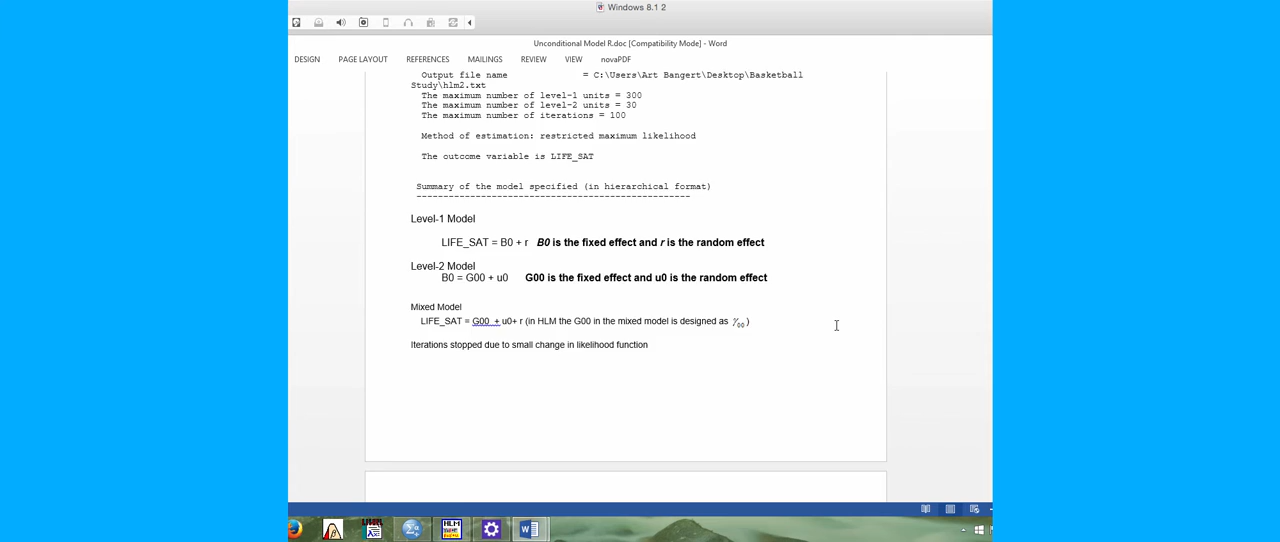 Windows 8.1 2
Unconditional Model R.doc [Compatibility Mode] - Word
DESIGN PAGE LAYOUT REFERENCES MAILINGS REVIEW VIEW novaPDF
Output file name = C:\Users\Art Bangert\Desktop\Basketball
Study\hlm2.txt
The maximum number of level-1 units = 300
The maximum number of level-2 units = 30
The maximum number of iterations = 100
Method of estimation: restricted maximum likelihood
The outcome variable is LIFE_SAT
Summary of the model specified (in hierarchical format)
---------------------------------------------------
Level-1 Model
LIFE_SAT = B0 + r B0 is the fixed effect and r is the random effect
Level-2 Model
B0 = G00 + u0 G00 is the fixed effect and u0 is the random effect
Mixed Model
LIFE_SAT = G00 + u0+ r (in HLM the G00 in the mixed model is designed as γ00 )
Iterations stopped due to small change in likelihood function
HLM